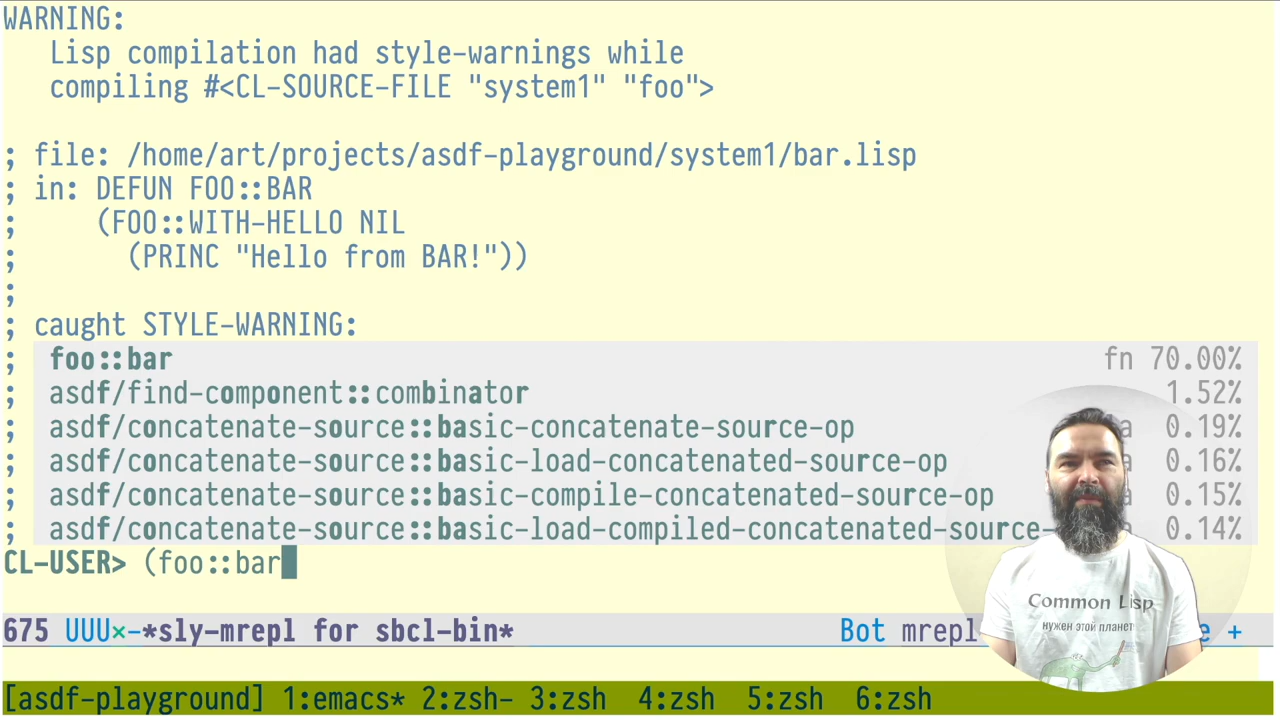 WARNING:
Lisp compilation had style-warnings while
compiling #<CL-SOURCE-FILE "system1" "foo">
; file: /home/art/projects/asdf-playground/system1/bar.lisp
; in: DEFUN FOO::BAR
; (FOO::WITH-HELLO NIL
; (PRINC "Hello from BAR!"))
;
; caught STYLE-WARNING:
; foo::bar fn 70.00%
; asdf/find-component::combinator 1.52%
; asdf/concatenate-source::basic-concatenate-source-op 0.19%
; asdf/concatenate-source::basic-load-concatenated-source-op 0.16%
; asdf/concatenate-source::basic-compile-concatenated-source-op 0.15%
; asdf/concatenate-source::basic-load-compiled-concatenated-source- 0.14%
CL-USER> (foo::bar
Common Lisp
нужен этой планете
675 UUU×-*sly-mrepl for sbcl-bin* Bot mrepl +
[asdf-playground] 1:emacs* 2:zsh- 3:zsh 4:zsh 5:zsh 6:zsh